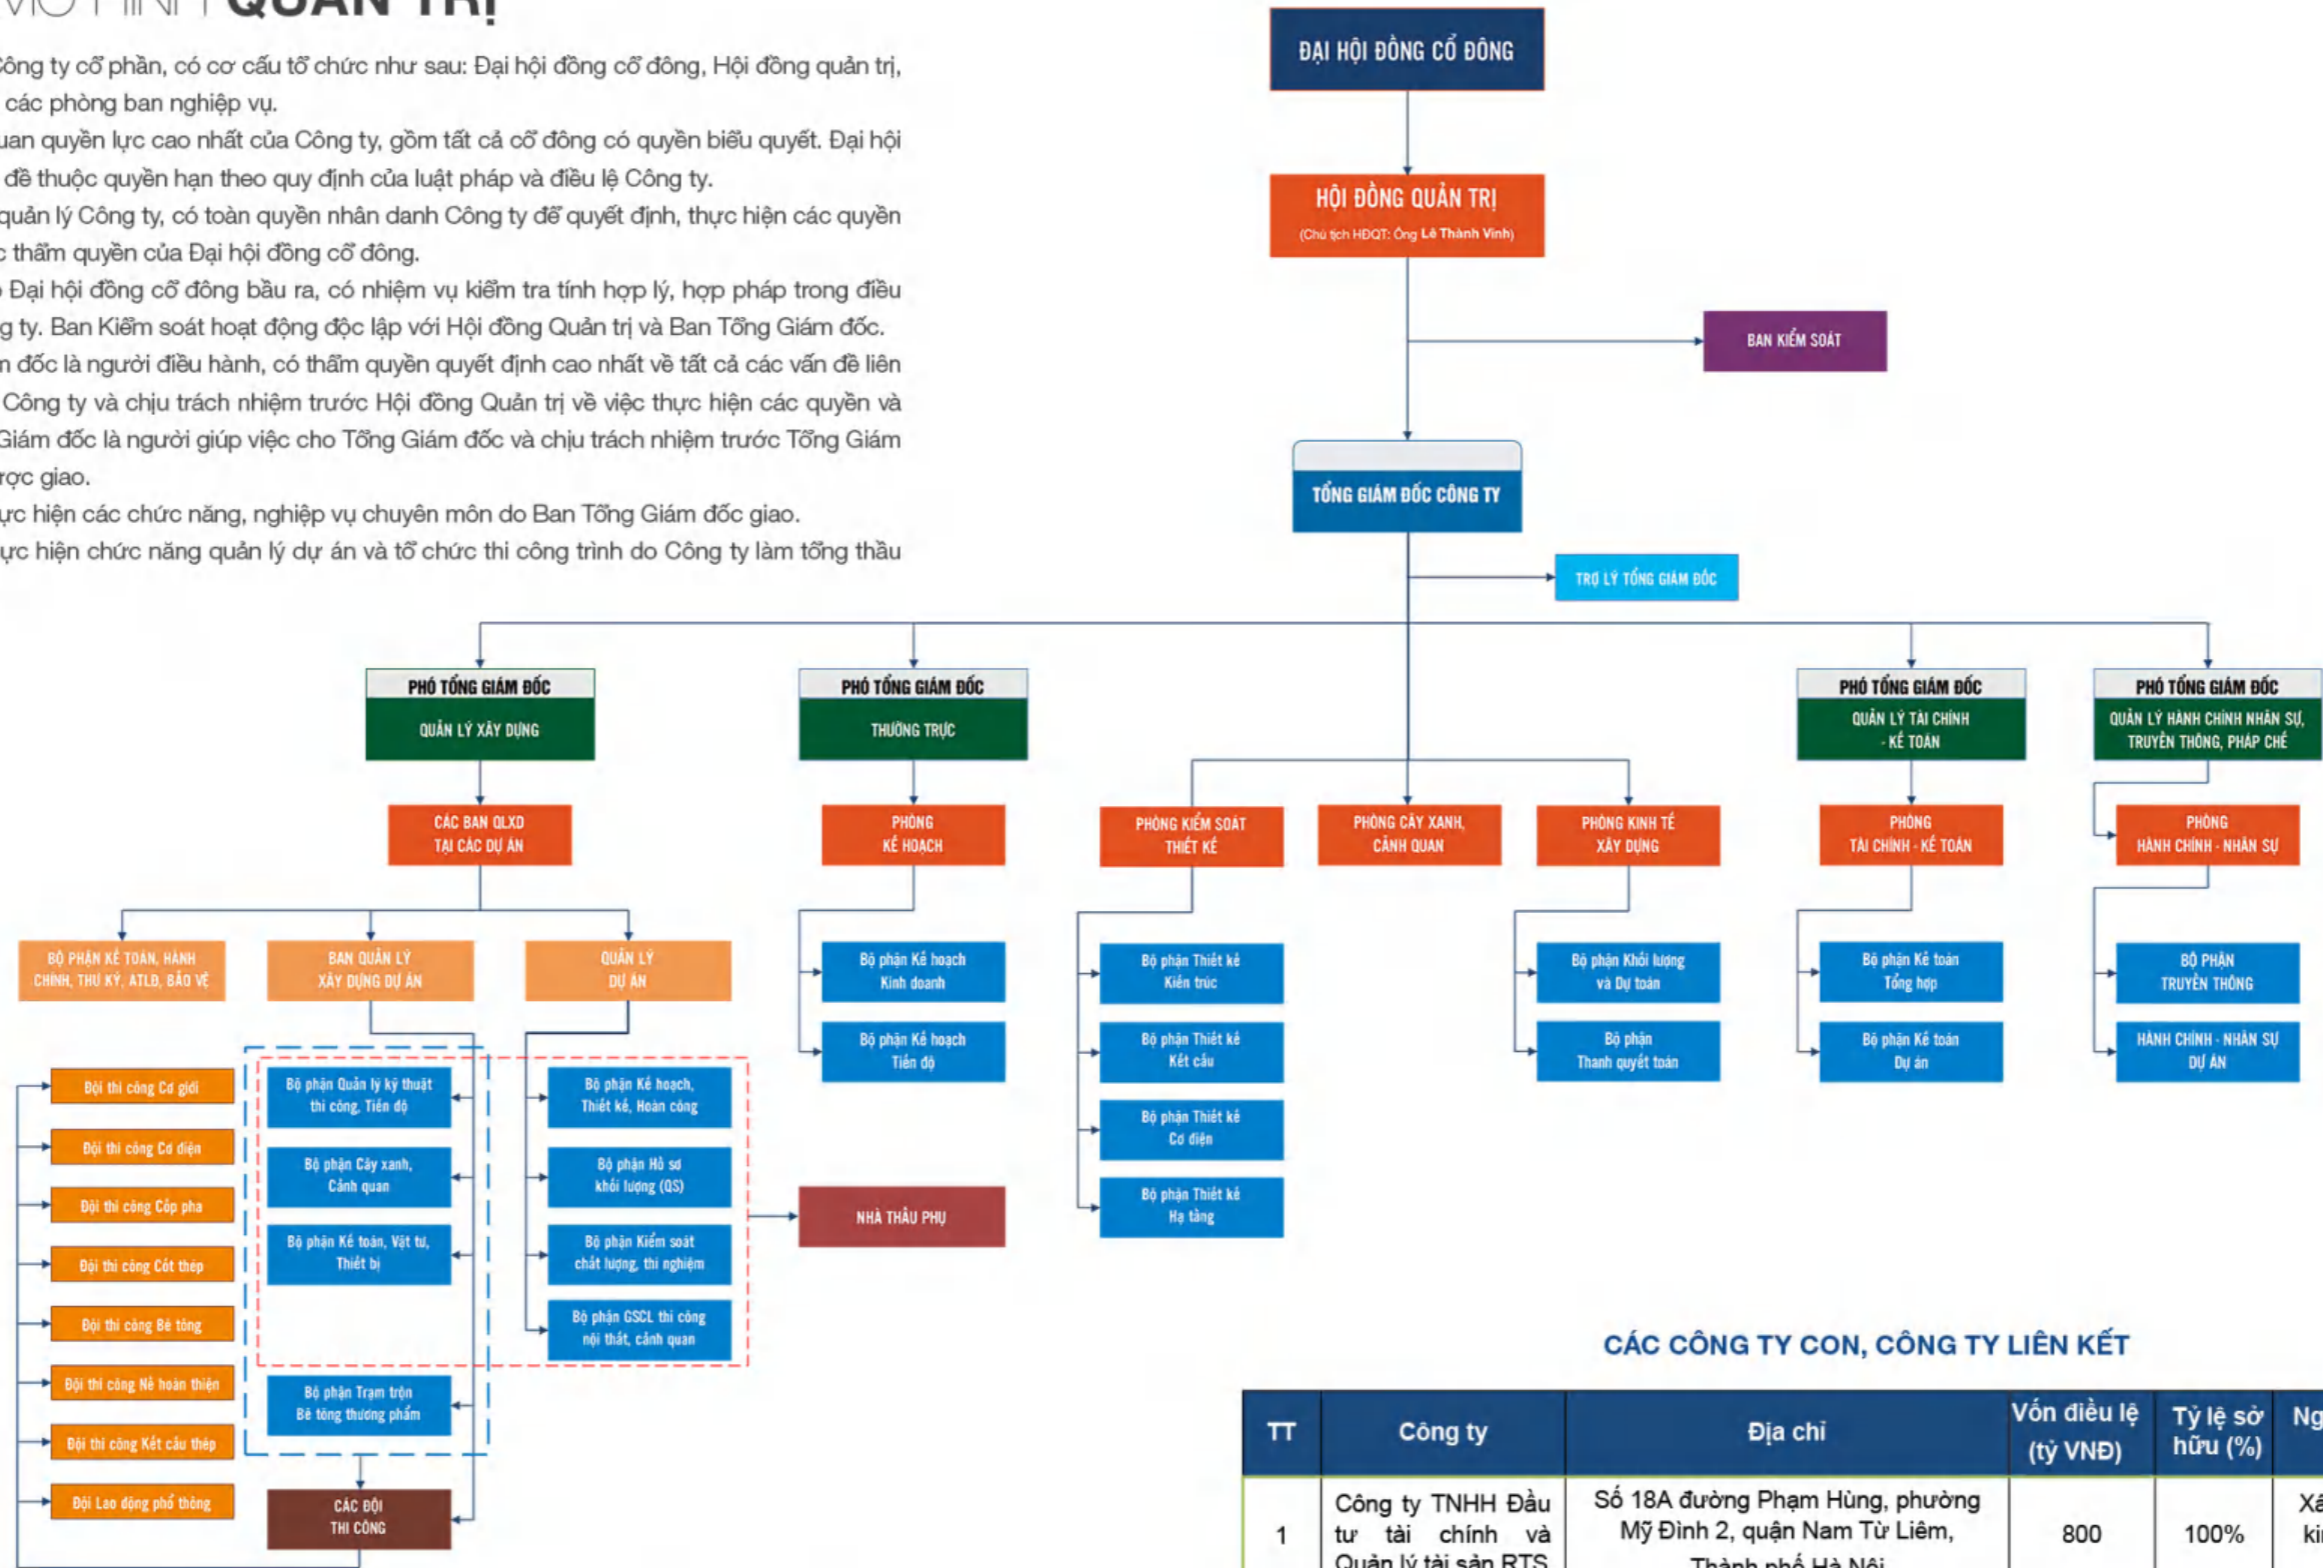 MÔ HÌNH QUẢN TRỊ
Công ty cổ phần, có cơ cấu tổ chức như sau: Đại hội đồng cổ đông, Hội đồng quản trị,
các phòng ban nghiệp vụ.
quan quyền lực cao nhất của Công ty, gồm tất cả cổ đông có quyền biểu quyết. Đại hội
đề thuộc quyền hạn theo quy định của luật pháp và điều lệ Công ty.
quản lý Công ty, có toàn quyền nhân danh Công ty để quyết định, thực hiện các quyền
thẩm quyền của Đại hội đồng cổ đông.
Đại hội đồng cổ đông bầu ra, có nhiệm vụ kiểm tra tính hợp lý, hợp pháp trong điều
ty. Ban Kiểm soát hoạt động độc lập với Hội đồng Quản trị và Ban Tổng Giám đốc.
đốc là người điều hành, có thẩm quyền quyết định cao nhất về tất cả các vấn đề liên
Công ty và chịu trách nhiệm trước Hội đồng Quản trị về việc thực hiện các quyền và
Giám đốc là người giúp việc cho Tổng Giám đốc và chịu trách nhiệm trước Tổng Giám
được giao.
thực hiện các chức năng, nghiệp vụ chuyên môn do Ban Tổng Giám đốc giao.
thực hiện chức năng quản lý dự án và tổ chức thi công trình do Công ty làm tổng thầu
ĐẠI HỘI ĐỒNG CỔ ĐÔNG
HỘI ĐỒNG QUẢN TRỊ
(Chủ tịch HĐQT: Ông Lê Thành Vinh)
BAN KIỂM SOÁT
TỔNG GIÁM ĐỐC CÔNG TY
TRỢ LÝ TỔNG GIÁM ĐỐC
PHÓ TỔNG GIÁM ĐỐC
QUẢN LÝ XÂY DỰNG
PHÓ TỔNG GIÁM ĐỐC
THƯỜNG TRỰC
PHÓ TỔNG GIÁM ĐỐC
QUẢN LÝ TÀI CHÍNH
- KẾ TOÁN
PHÓ TỔNG GIÁM ĐỐC
QUẢN LÝ HÀNH CHÍNH NHÂN SỰ,
TRUYỀN THÔNG, PHÁP CHẾ
CÁC BAN QLXD
TẠI CÁC DỰ ÁN
PHÒNG
KẾ HOẠCH
PHÒNG KIỂM SOÁT
THIẾT KẾ
PHÒNG CÂY XANH,
CẢNH QUAN
PHÒNG KINH TẾ
XÂY DỰNG
PHÒNG
TÀI CHÍNH - KẾ TOÁN
PHÒNG
HÀNH CHÍNH - NHÂN SỰ
BỘ PHẬN KẾ TOÁN, HÀNH
CHÍNH, THƯ KÝ, ATLĐ, BẢO VỆ
BAN QUẢN LÝ
XÂY DỰNG DỰ ÁN
QUẢN LÝ
DỰ ÁN
Bộ phận Kế hoạch
Kinh doanh
Bộ phận Kế hoạch
Tiến độ
Bộ phận Thiết kế
Kiến trúc
Bộ phận Thiết kế
Kết cấu
Bộ phận Thiết kế
Cơ điện
Bộ phận Thiết kế
Hạ tầng
Bộ phận Khối lượng
và Dự toán
Bộ phận
Thanh quyết toán
Bộ phận Kế toán
Tổng hợp
Bộ phận Kế toán
Dự án
BỘ PHẬN
TRUYỀN THÔNG
HÀNH CHÍNH - NHÂN SỰ
DỰ ÁN
Đội thi công Cơ giới
Đội thi công Cơ điện
Đội thi công Cốp pha
Đội thi công Cốt thép
Đội thi công Bê tông
Đội thi công Nề hoàn thiện
Đội thi công Kết cấu thép
Đội Lao động phổ thông
Bộ phận Quản lý kỹ thuật
thi công, Tiến độ
Bộ phận Cây xanh,
Cảnh quan
Bộ phận Kế toán, Vật tư,
Thiết bị
Bộ phận Trạm trộn
Bê tông thương phẩm
CÁC ĐỘI
THI CÔNG
Bộ phận Kế hoạch,
Thiết kế, Hoàn công
Bộ phận Hồ sơ
khối lượng (QS)
Bộ phận Kiểm soát
chất lượng, thí nghiệm
Bộ phận GSCL thi công
nội thất, cảnh quan
NHÀ THẦU PHỤ
CÁC CÔNG TY CON, CÔNG TY LIÊN KẾT
TT Công ty Địa chỉ Vốn điều lệ (tỷ VNĐ) Tỷ lệ sở hữu (%)
1 Công ty TNHH Đầu tư tài chính và Quản lý tài sản RTS Số 18A đường Phạm Hùng, phường Mỹ Đình 2, quận Nam Từ Liêm, Thành phố Hà Nội 800 100%